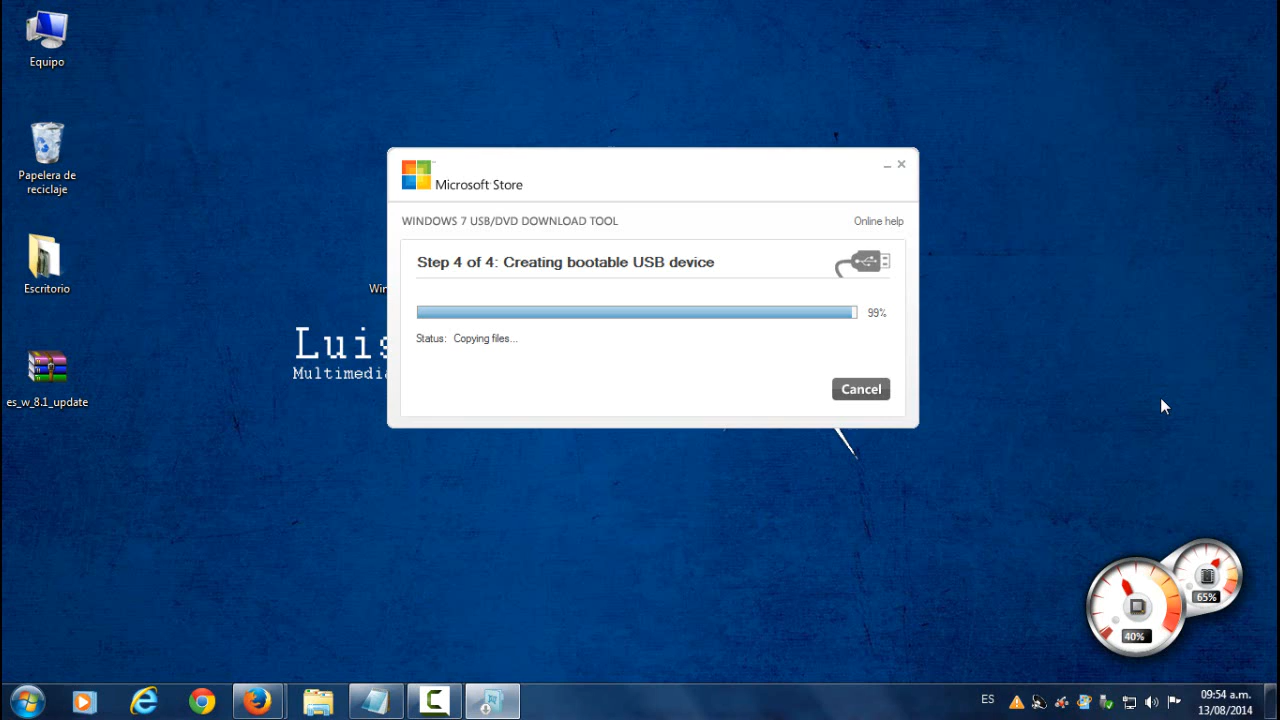 Equipo
Papelera de
reciclaje
Escritorio
es_w_8.1_update
Win
Luis
Multimedia
Microsoft Store
WINDOWS 7 USB/DVD DOWNLOAD TOOL
Online help
Step 4 of 4: Creating bootable USB device
99%
Status: Copying files...
Cancel
65%
40%
ES
09:54 a.m.
13/08/2014